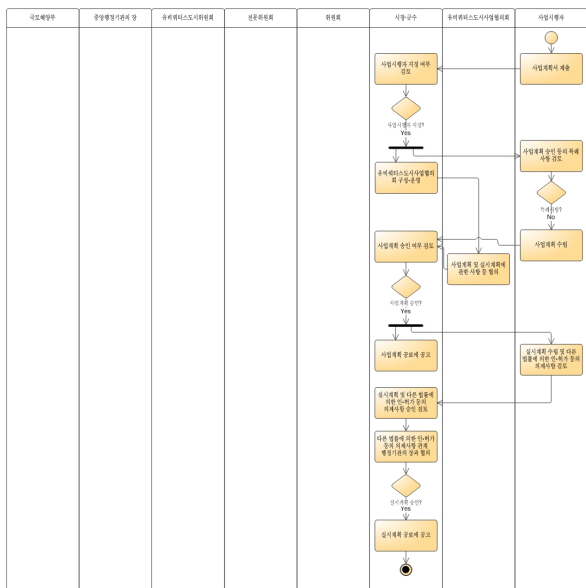 국토해양부
중앙행정기관의 장
유비쿼터스도시위원회
전문위원회
위원회
시장·군수
유비쿼터스도시사업협의회
사업시행자
사업시행자 지정 여부
검토
사업계획서 제출
사업시행자 지정?
Yes
사업계획 승인 등의 특례
사항 검토
유비쿼터스도시사업협의
회 구성·운영
특례사항?
No
사업계획 승인 여부 검토
사업계획 수립
사업계획 및 실시계획에
관한 사항 등 협의
사업계획 승인?
Yes
사업계획 공보에 공고
실시계획 수립 및 다른
법률에 의한 인·허가 등의
의제사항 검토
실시계획 및 다른 법률에
의한 인·허가 등의
의제사항 승인 검토
다른 법률에 의한 인·허가
등의 의제사항 관계
행정기관의 장과 협의
실시계획 승인?
Yes
실시계획 공보에 공고